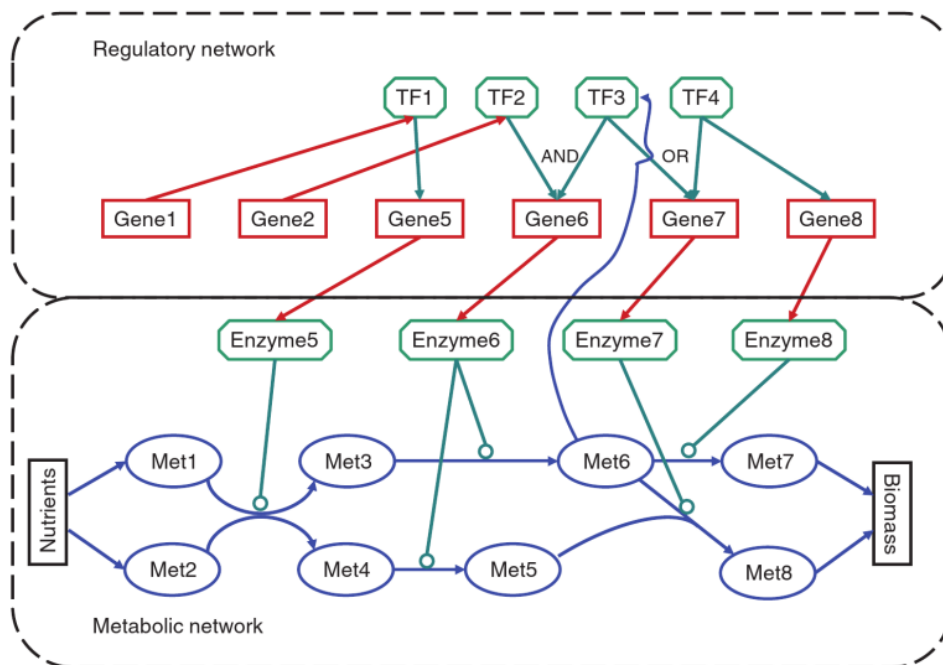 Regulatory network
TF1
TF2
TF3
TF4
AND
OR
Gene1
Gene2
Gene5
Gene6
Gene7
Gene8
Enzyme5
Enzyme6
Enzyme7
Enzyme8
Nutrients
Met1
Met3
Met6
Met7
Biomass
Met2
Met4
Met5
Met8
Metabolic network